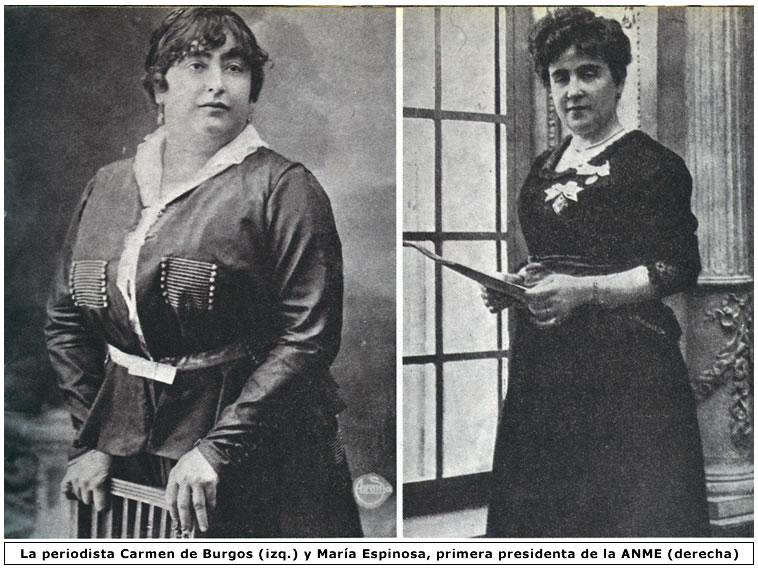 La periodista Carmen de Burgos (izq.) y María Espinosa, primera presidenta de la ANME (derecha)